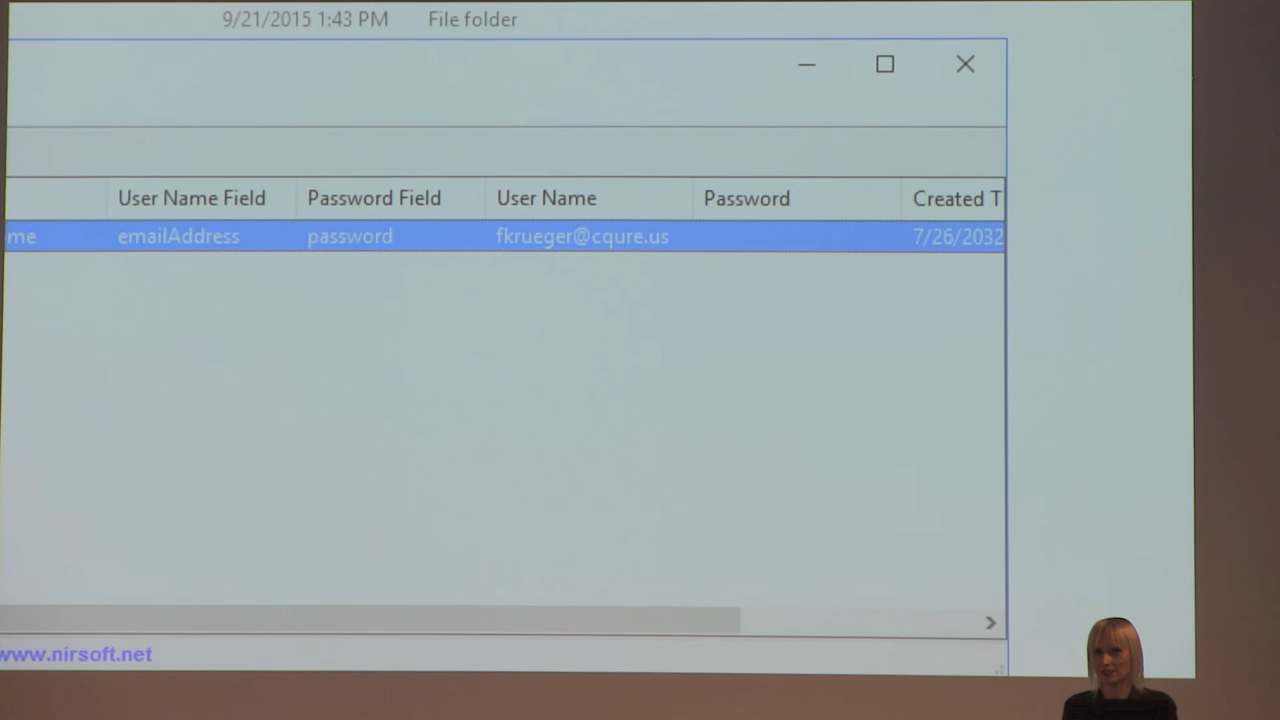 9/21/2015 1:43 PM File folder
User Name Field Password Field User Name Password Created T
me emailAddress password fkrueger@cqure.us 7/26/2032
www.nirsoft.net